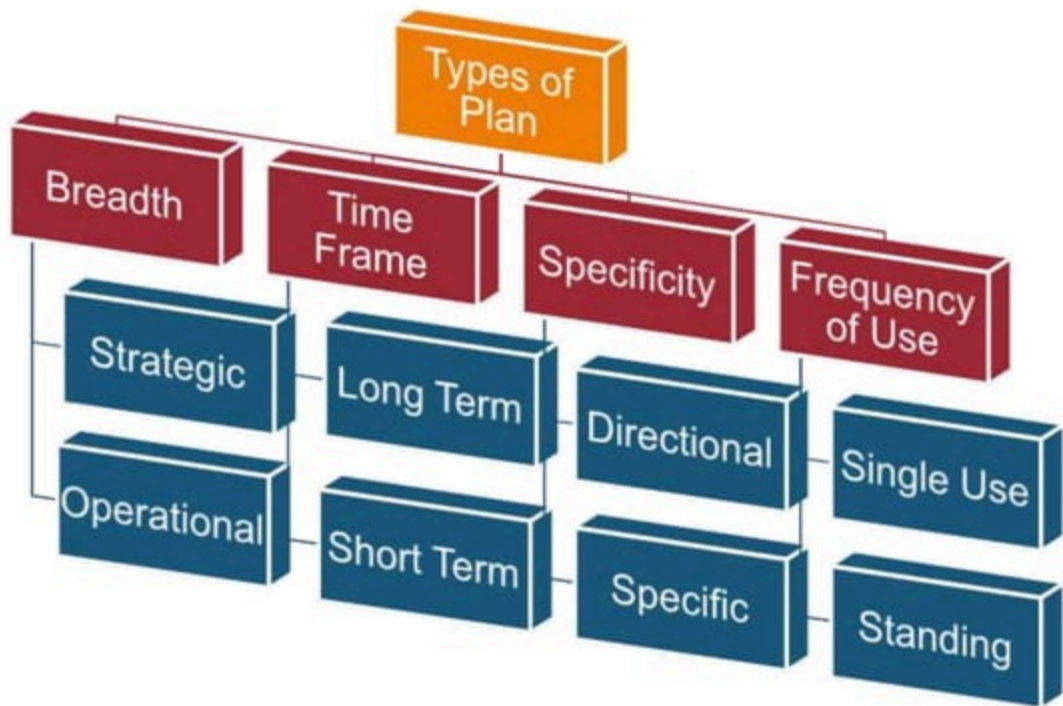 Types of
Plan
Breadth
Time
Frame
Specificity
Frequency
of Use
Strategic
Long Term
Directional
Single Use
Operational
Short Term
Specific
Standing